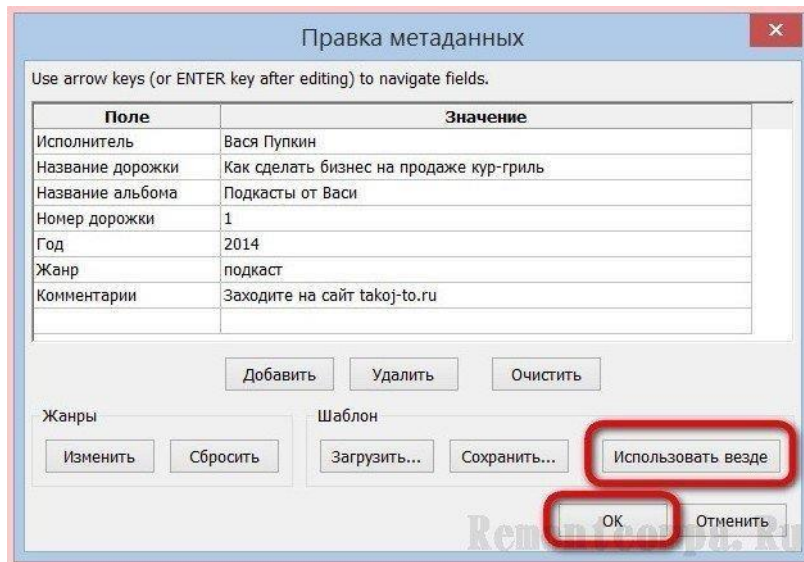 Правка метаданных
Use arrow keys (or ENTER key after editing) to navigate fields.
Поле Значение
Исполнитель Вася Пупкин
Название дорожки Как сделать бизнес на продаже кур-гриль
Название альбома Подкасты от Васи
Номер дорожки 1
Год 2014
Жанр подкаст
Комментарии Заходите на сайт takoj-to.ru
Добавить Удалить Очистить
Жанры Шаблон
Изменить Сбросить Загрузить... Сохранить... Использовать везде
OK Отменить
Remontcompa. Ru